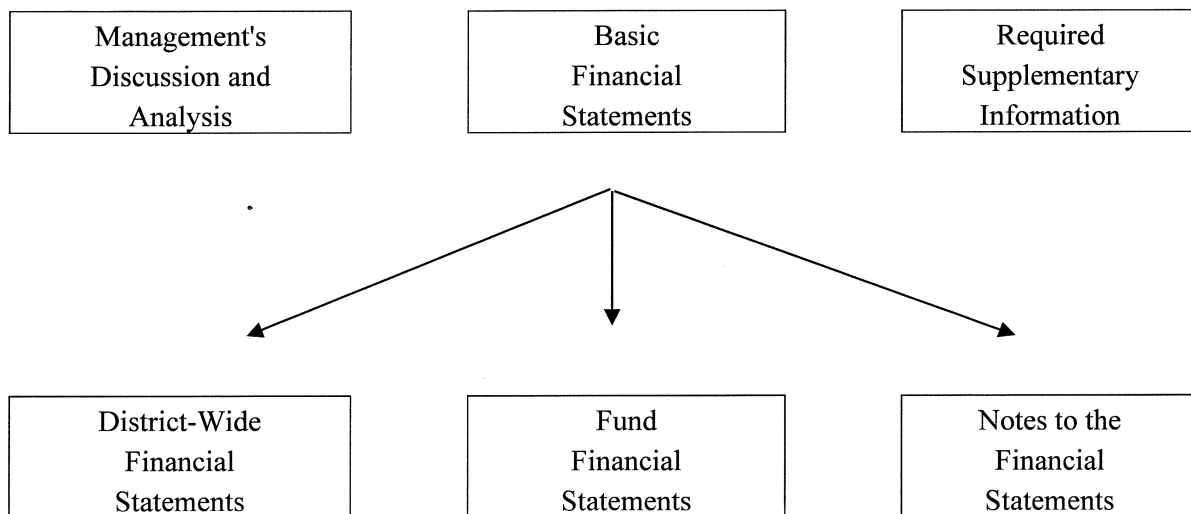 Management's
Discussion and
Analysis
Basic
Financial
Statements
Required
Supplementary
Information
District-Wide
Financial
Statements
Fund
Financial
Statements
Notes to the
Financial
Statements